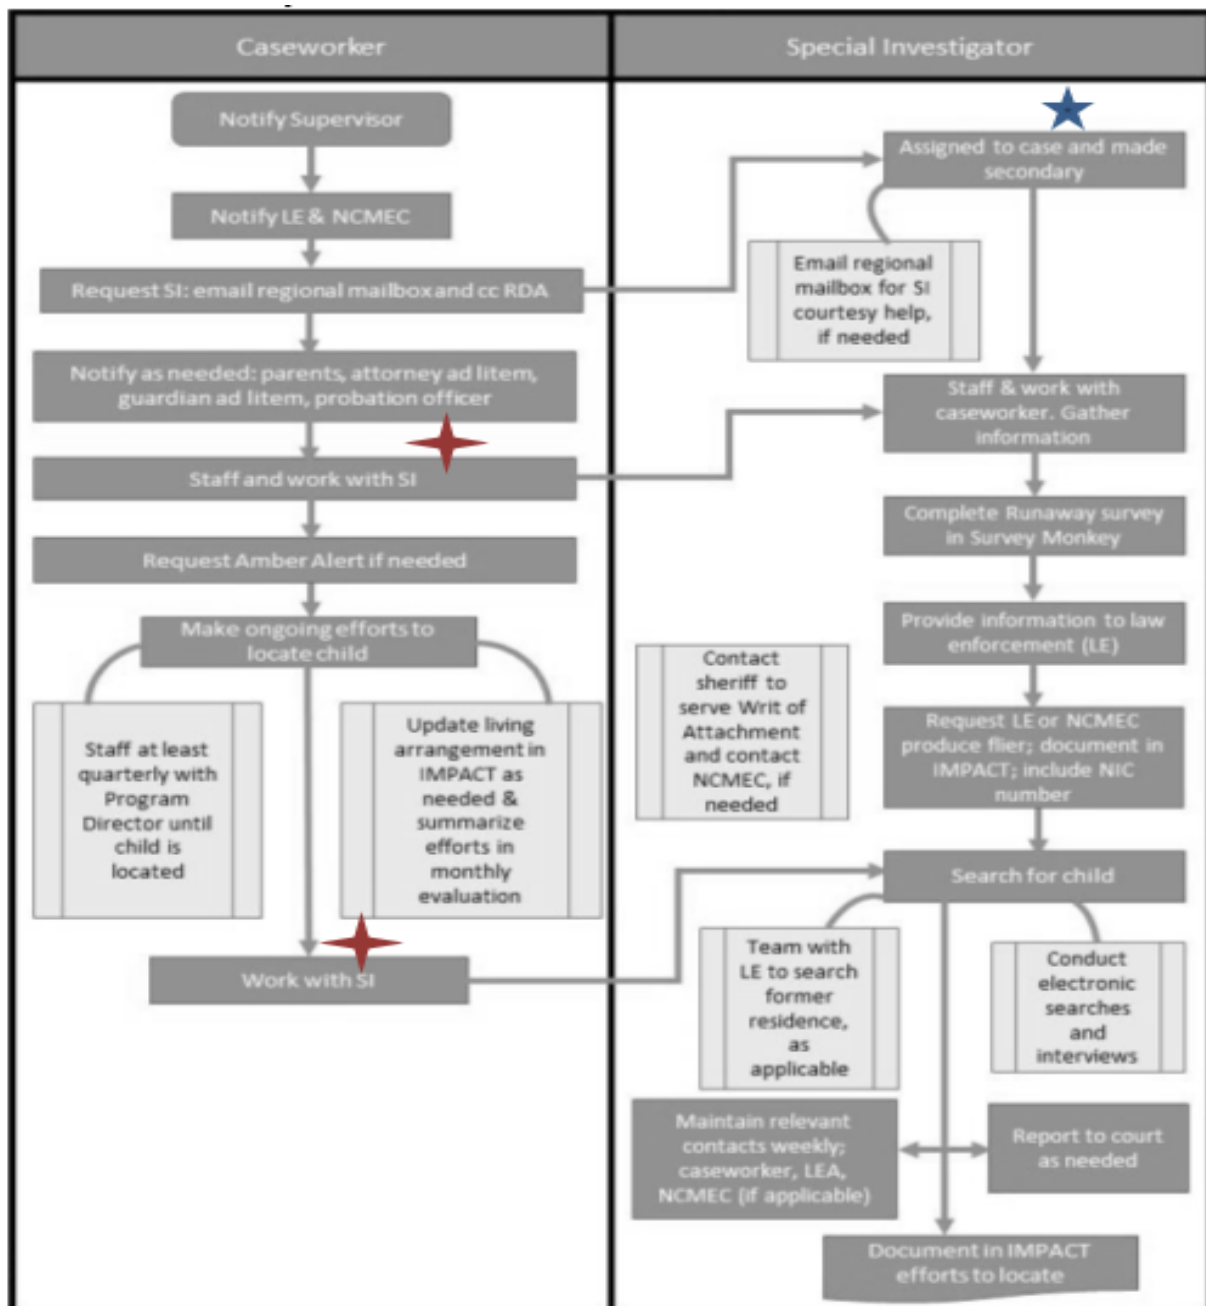 Caseworker
Special Investigator
Notify Supervisor
Notify LE & NCMEC
Request SI: email regional mailbox and cc RDA
Notify as needed: parents, attorney ad litem,
guardian ad litem, probation officer
Staff and work with SI
Request Amber Alert if needed
Make ongoing efforts to
locate child
Staff at least
quarterly with
Program
Director until
child is
located
Update living
arrangement in
IMPACT as
needed &
summarize
efforts in
monthly
evaluation
Work with SI
Assigned to case and made
secondary
Email regional
mailbox for SI
courtesy help,
if needed
Staff & work with
caseworker. Gather
information
Complete Runaway survey
in Survey Monkey
Provide information to law
enforcement (LE)
Contact
sheriff to
serve Writ of
Attachment
and contact
NCMEC, if
needed
Request LE or NCMEC
produce flier; document in
IMPACT; include NIC
number
Search for child
Team with
LE to search
former
residence,
as
applicable
Conduct
electronic
searches
and
interviews
Maintain relevant
contacts weekly;
caseworker, LEA,
NCMEC (if applicable)
Report to court
as needed
Document in IMPACT
efforts to locate